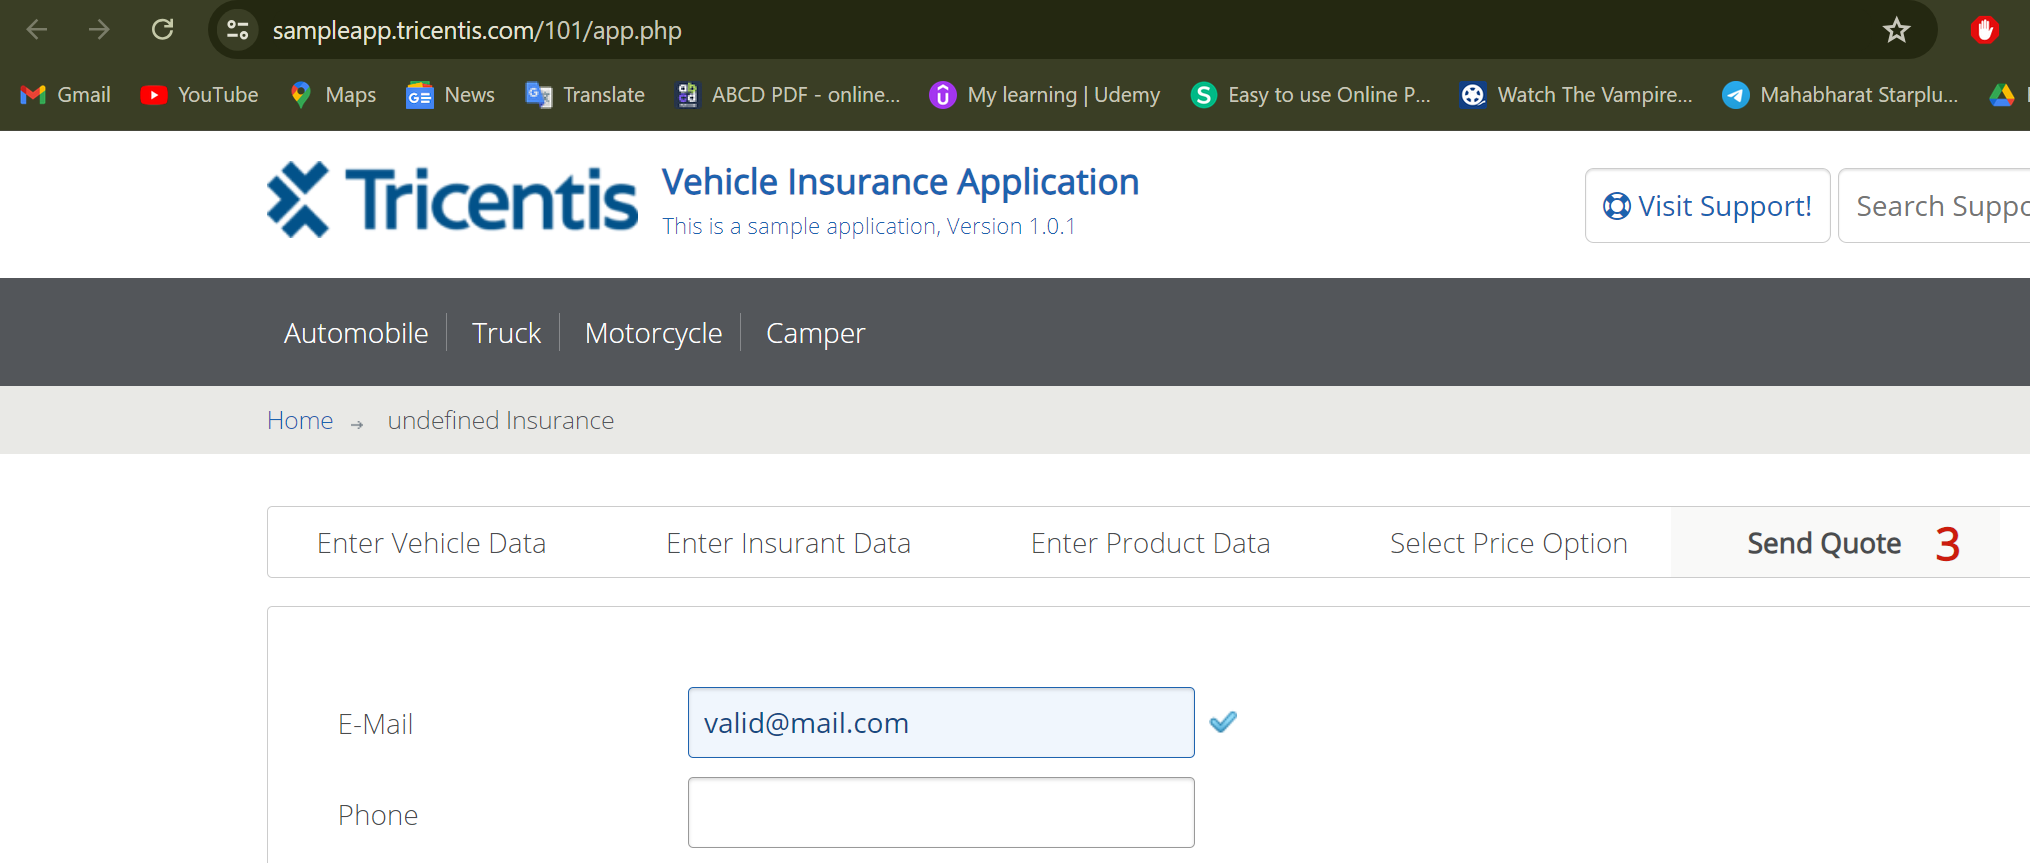 sampleapp.tricentis.com/101/app.php
Gmail YouTube Maps News Translate ABCD PDF - online... My learning | Udemy Easy to use Online P... Watch The Vampire... Mahabharat Starplu...
Tricentis
Vehicle Insurance Application
This is a sample application, Version 1.0.1
Visit Support! Search Suppo
Automobile Truck Motorcycle Camper
Home → undefined Insurance
Enter Vehicle Data Enter Insurant Data Enter Product Data Select Price Option Send Quote 3
E-Mail valid@mail.com
Phone